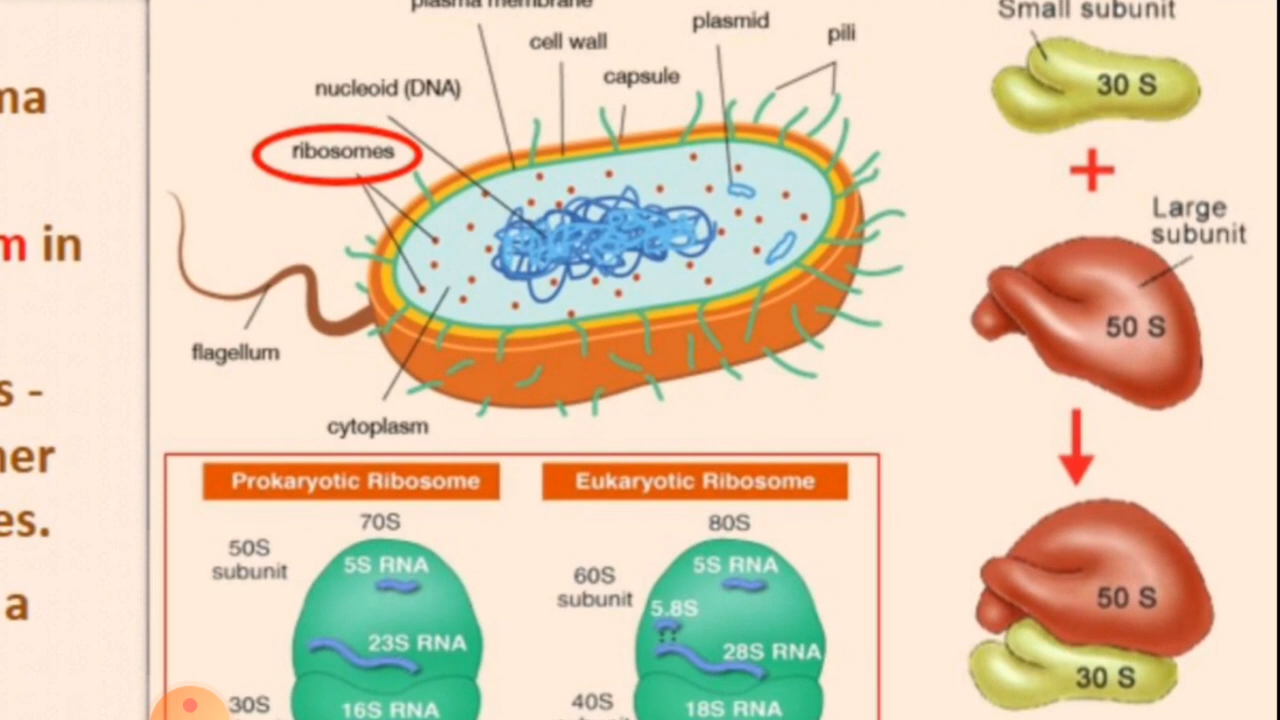 ma
m in
s -
her
es.
a
plasma membrane
cell wall
plasmid
pili
nucleoid (DNA)
capsule
ribosomes
flagellum
cytoplasm
Small subunit
30 S
+
Large
subunit
50 S
50 S
30 S
Prokaryotic Ribosome
70S
50S
subunit
5S RNA
23S RNA
30S
16S RNA
Eukaryotic Ribosome
80S
60S
subunit
5S RNA
5.8S
28S RNA
40S
subunit
18S RNA